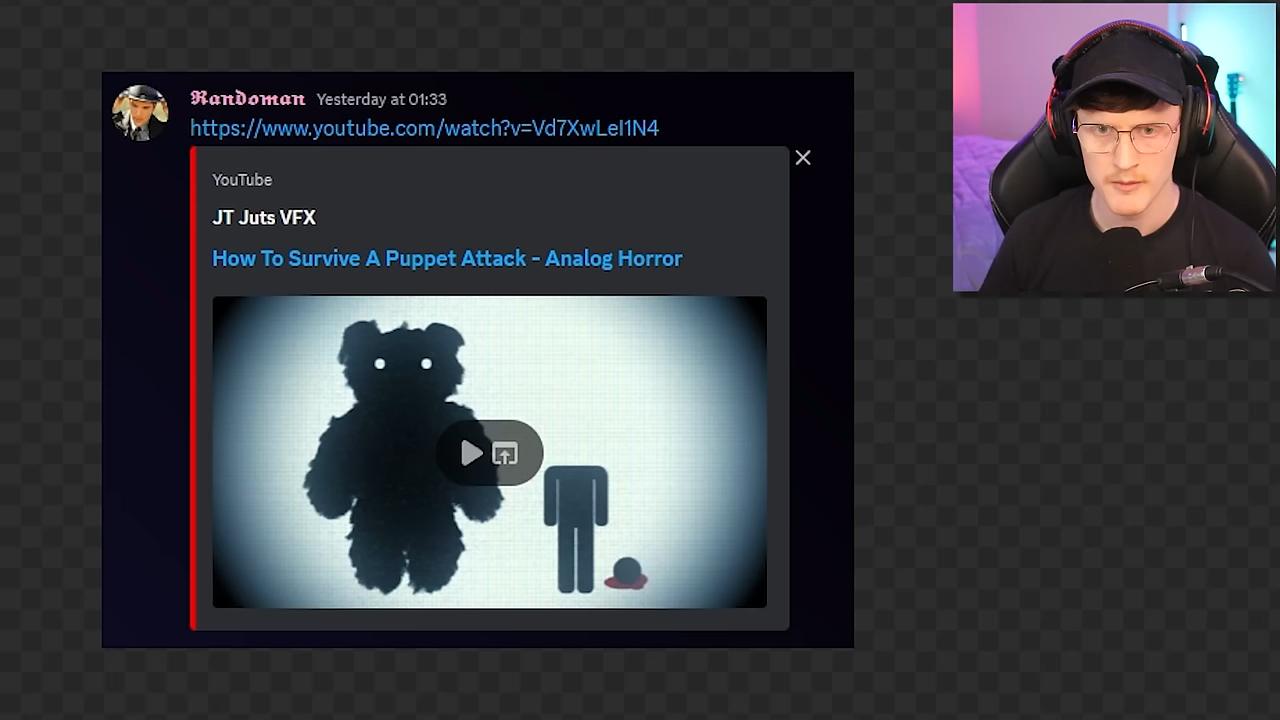 Randoman Yesterday at 01:33
https://www.youtube.com/watch?v=Vd7XwLeI1N4
YouTube
JT Juts VFX
How To Survive A Puppet Attack - Analog Horror